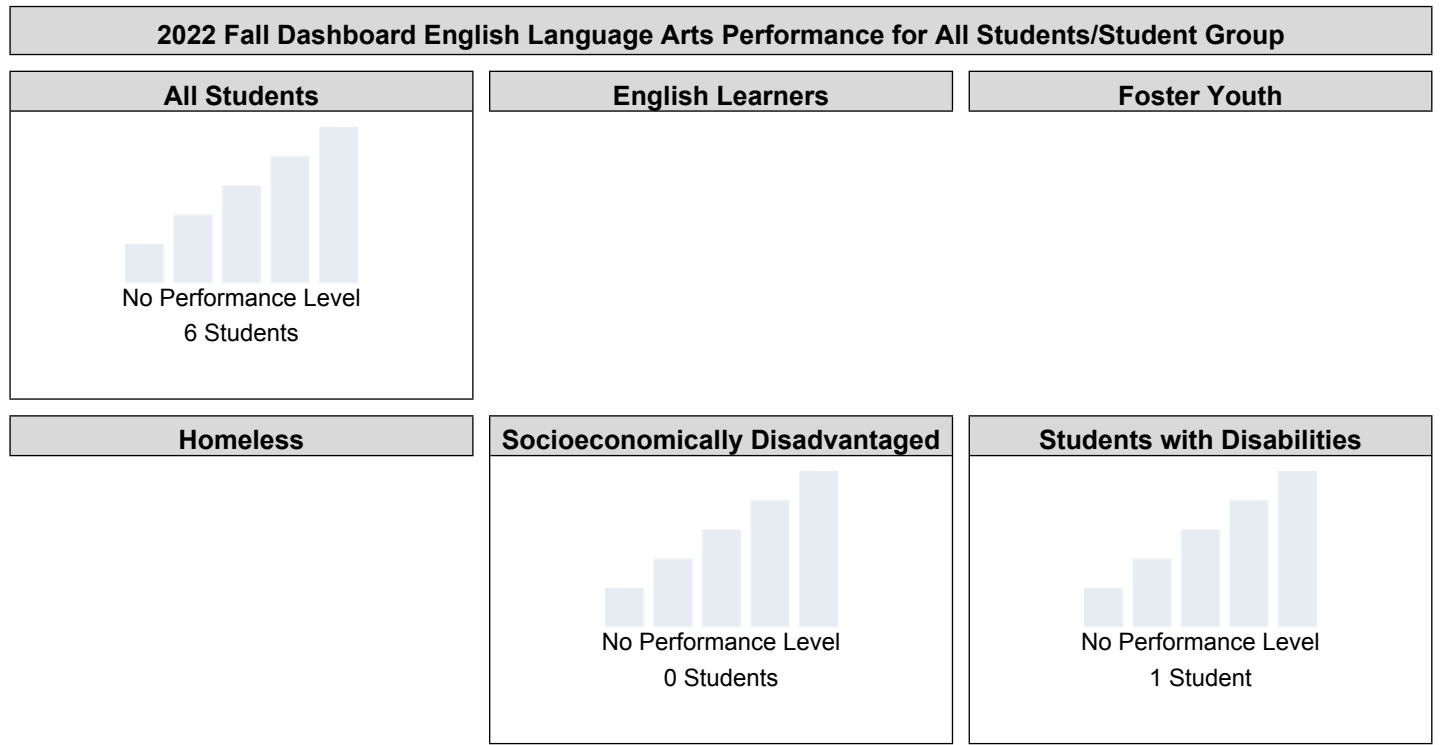 2022 Fall Dashboard English Language Arts Performance for All Students/Student Group
All Students
English Learners
Foster Youth
No Performance Level
6 Students
Homeless
Socioeconomically Disadvantaged
Students with Disabilities
No Performance Level
0 Students
No Performance Level
1 Student